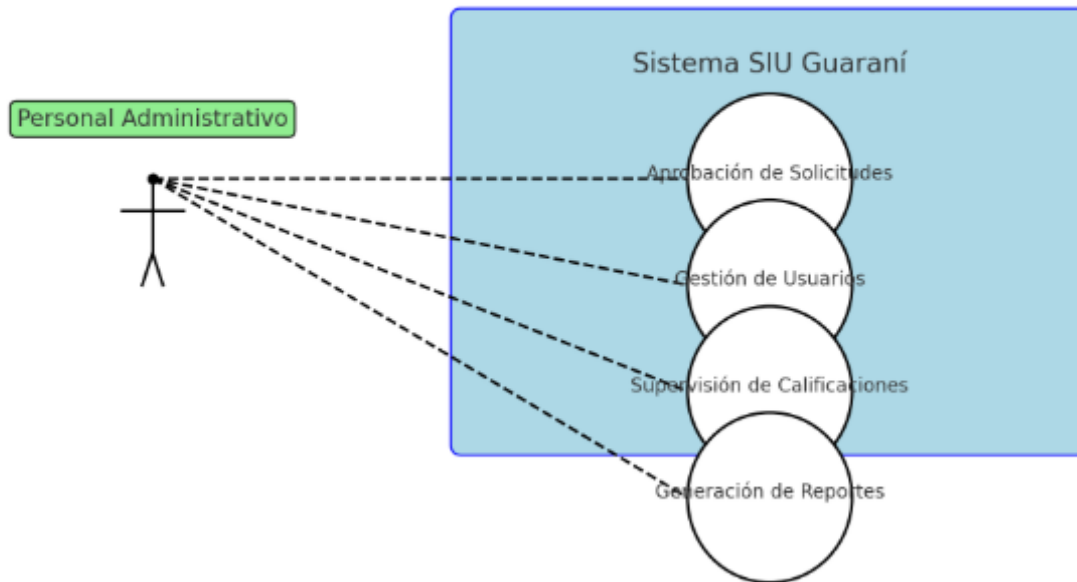 Sistema SIU Guaraní
Personal Administrativo
Aprobación de Solicitudes
Gestión de Usuarios
Supervisión de Calificaciones
Generación de Reportes